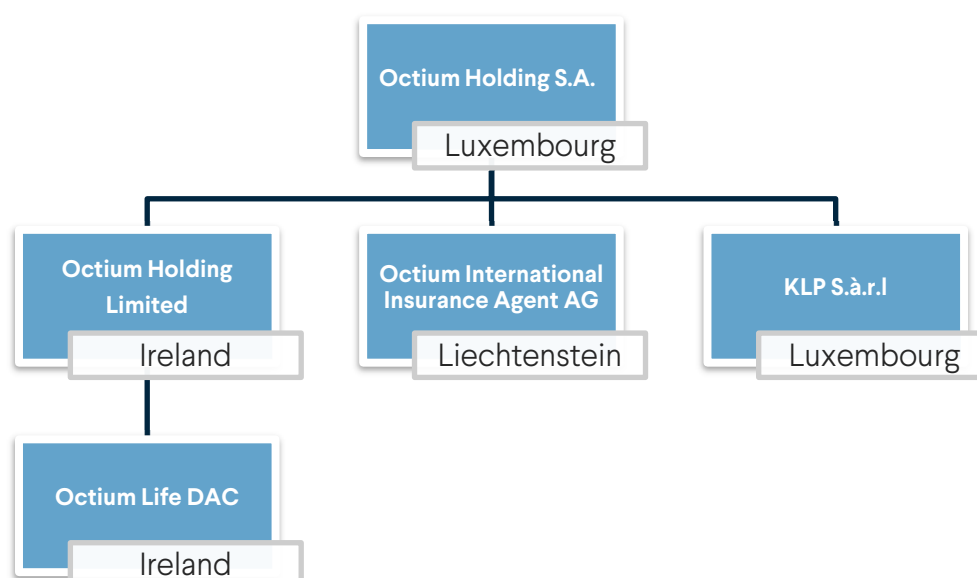 Octium Holding S.A.
Luxembourg
Octium Holding
Limited
Ireland
Octium International
Insurance Agent AG
Liechtenstein
KLP S.à.r.l
Luxembourg
Octium Life DAC
Ireland